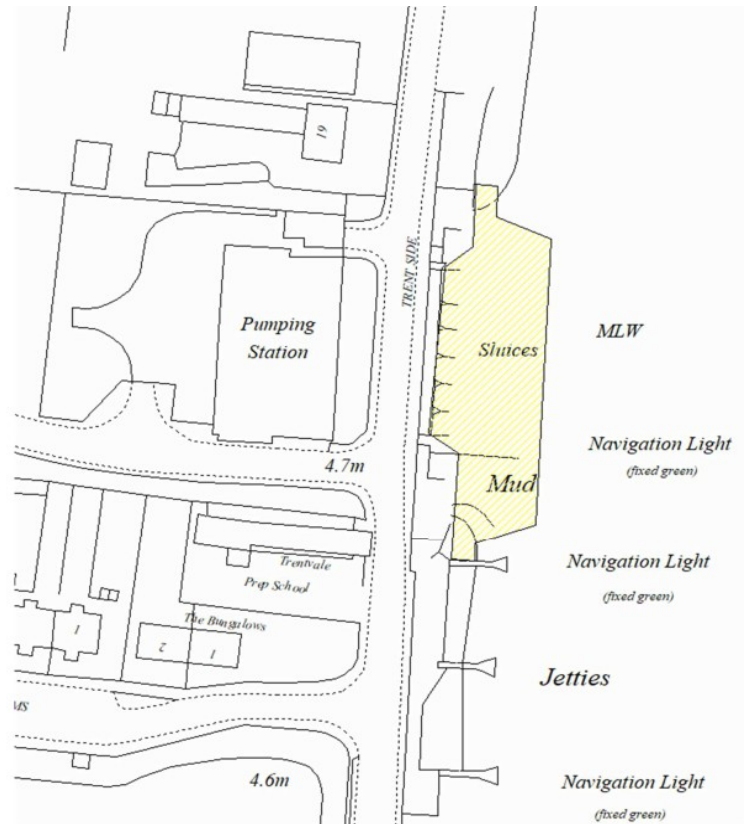 19
TRENT SIDE
Pumping
Station
Sluices
MLW
Navigation Light
(fixed green)
4.7m
Mud
Trentvale
Prep School
Navigation Light
(fixed green)
The Bungalows
1
2
1
Jetties
MS
4.6m
Navigation Light
(fixed green)